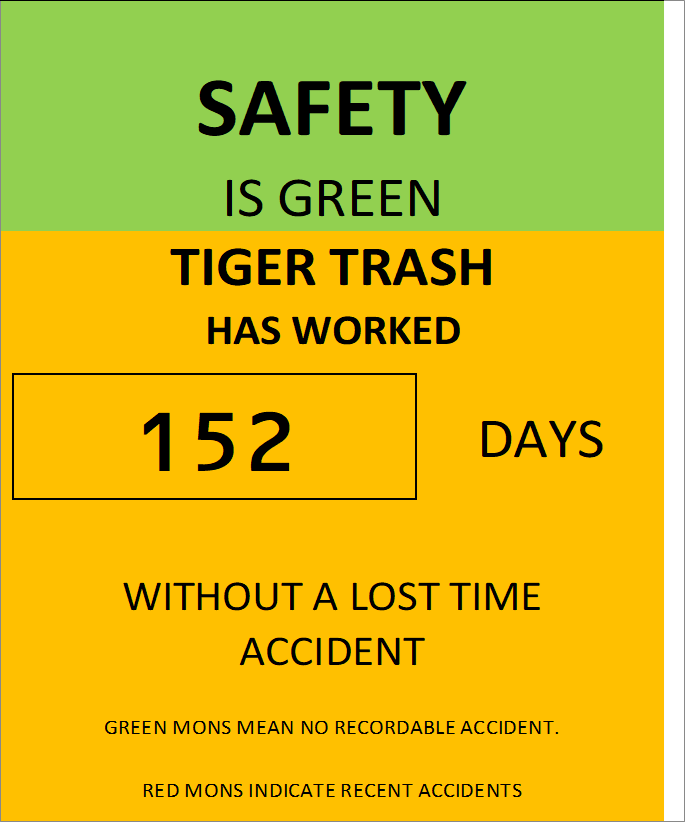 SAFETY
IS GREEN
TIGER TRASH
HAS WORKED
152 DAYS
WITHOUT A LOST TIME
ACCIDENT
GREEN MONS MEAN NO RECORDABLE ACCIDENT.
RED MONS INDICATE RECENT ACCIDENTS